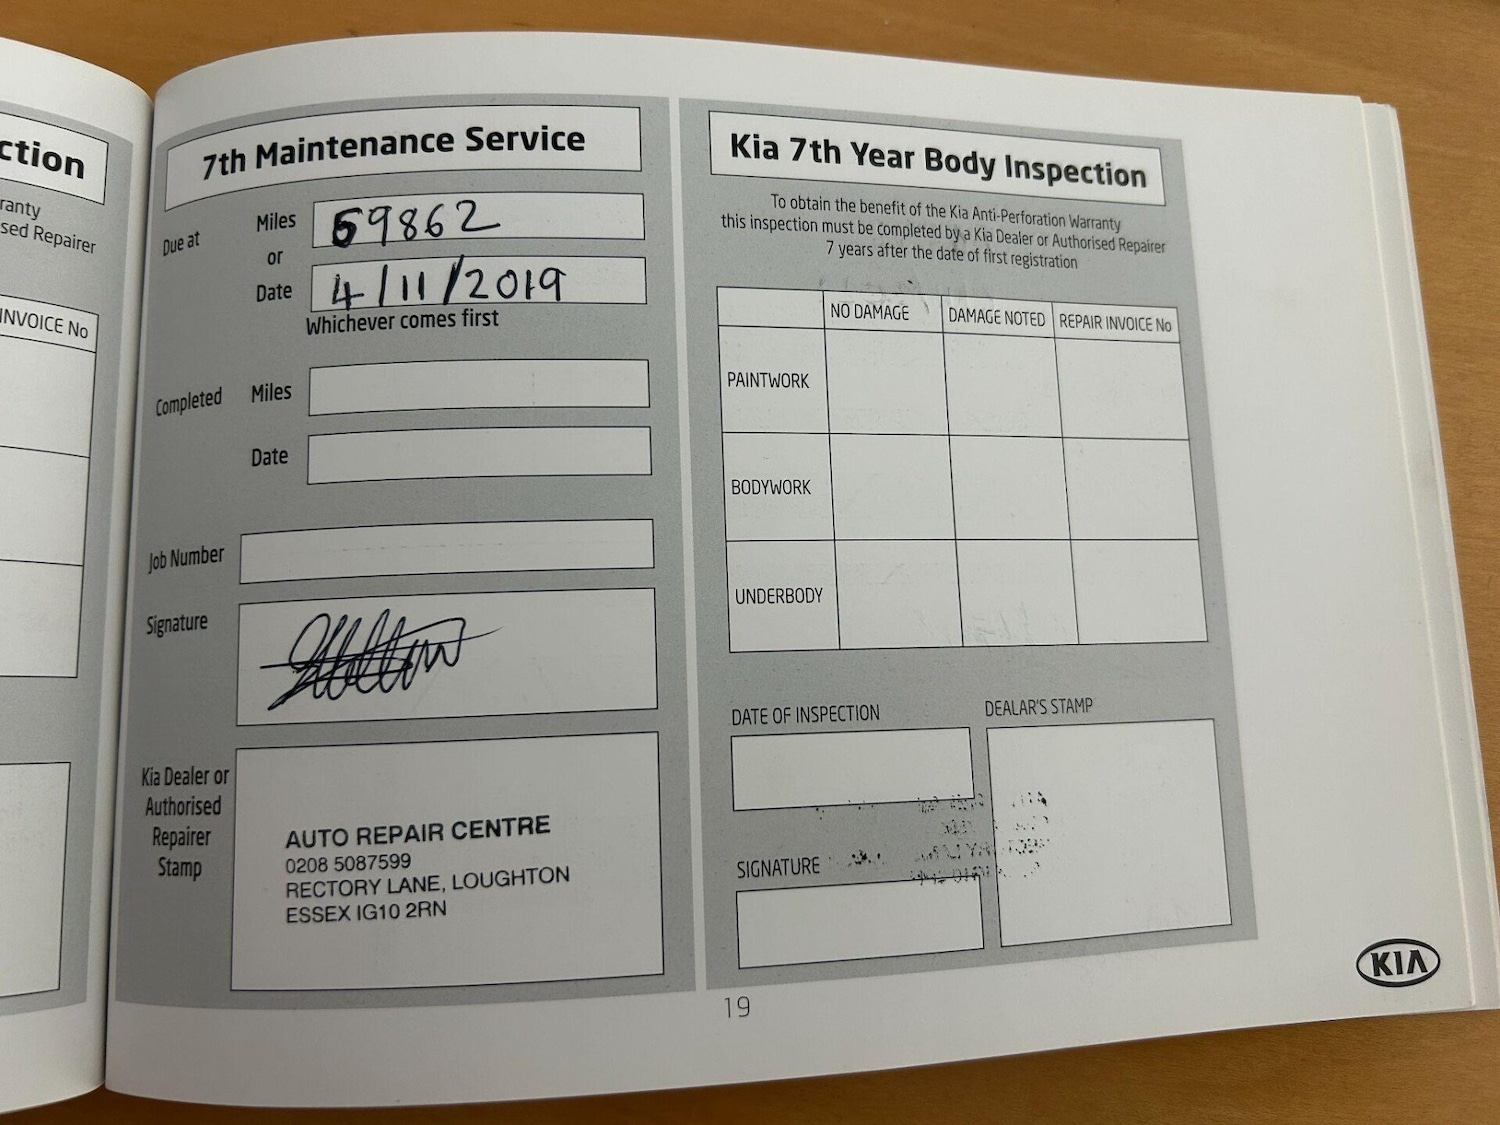 ction
ranty
sed Repairer
INVOICE No
7th Maintenance Service
Due at
Miles
69862
or
Date
4/11/2019
Whichever comes first
Completed
Miles
Date
Job Number
Signature
Kia Dealer or
Authorised
Repairer
Stamp
AUTO REPAIR CENTRE
0208 5087599
RECTORY LANE, LOUGHTON
ESSEX IG10 2RN
Kia 7th Year Body Inspection
To obtain the benefit of the Kia Anti-Perforation Warranty
this inspection must be completed by a Kia Dealer or Authorised Repairer
7 years after the date of first registration
NO DAMAGE
DAMAGE NOTED
REPAIR INVOICE No
PAINTWORK
BODYWORK
UNDERBODY
DATE OF INSPECTION
DEALAR'S STAMP
SIGNATURE
19
KIA